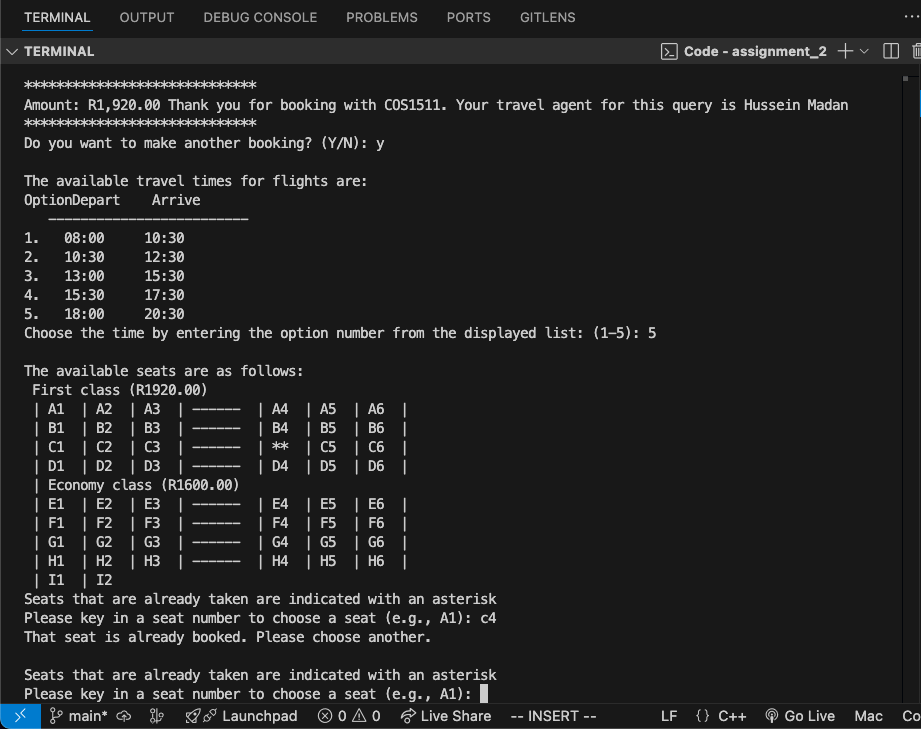 TERMINAL OUTPUT DEBUG CONSOLE PROBLEMS PORTS GITLENS ...
TERMINAL Code - assignment_2
*****************************
Amount: R1,920.00 Thank you for booking with COS1511. Your travel agent for this query is Hussein Madan
*****************************
Do you want to make another booking? (Y/N): y
The available travel times for flights are:
OptionDepart    Arrive
   -------------------------
1.   08:00     10:30
2.   10:30     12:30
3.   13:00     15:30
4.   15:30     17:30
5.   18:00     20:30
Choose the time by entering the option number from the displayed list: (1-5): 5
The available seats are as follows:
 First class (R1920.00)
 | A1  | A2  | A3  | ------  | A4  | A5  | A6  |
 | B1  | B2  | B3  | ------  | B4  | B5  | B6  |
 | C1  | C2  | C3  | ------  | **  | C5  | C6  |
 | D1  | D2  | D3  | ------  | D4  | D5  | D6  |
 | Economy class (R1600.00)
 | E1  | E2  | E3  | ------  | E4  | E5  | E6  |
 | F1  | F2  | F3  | ------  | F4  | F5  | F6  |
 | G1  | G2  | G3  | ------  | G4  | G5  | G6  |
 | H1  | H2  | H3  | ------  | H4  | H5  | H6  |
 | I1  | I2
Seats that are already taken are indicated with an asterisk
Please key in a seat number to choose a seat (e.g., A1): c4
That seat is already booked. Please choose another.
Seats that are already taken are indicated with an asterisk
Please key in a seat number to choose a seat (e.g., A1):
main* Launchpad 0 0 Live Share -- INSERT -- LF {} C++ Go Live Mac Co